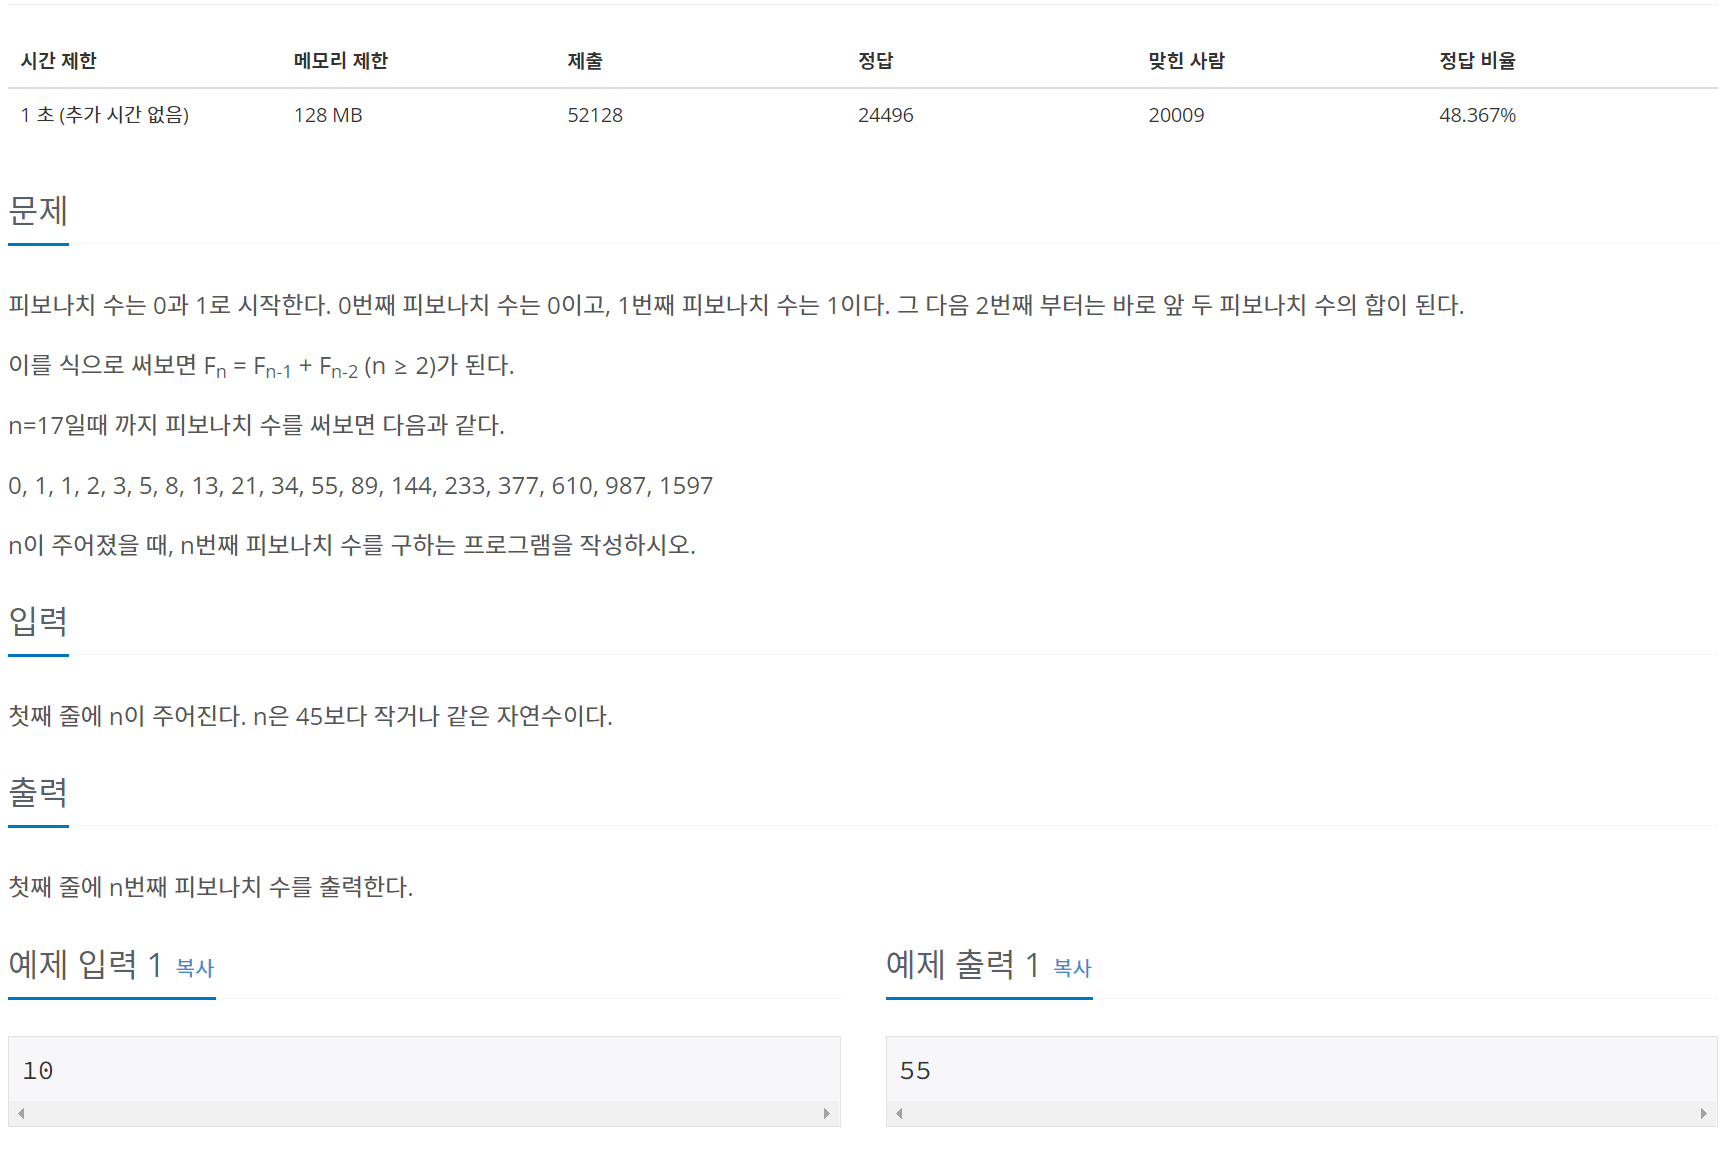 시간 제한 메모리 제한 제출 정답 맞힌 사람 정답 비율
1 초 (추가 시간 없음) 128 MB 52128 24496 20009 48.367%
문제
피보나치 수는 0과 1로 시작한다. 0번째 피보나치 수는 0이고, 1번째 피보나치 수는 1이다. 그 다음 2번째 부터는 바로 앞 두 피보나치 수의 합이 된다.
이를 식으로 써보면 Fn = Fn-1 + Fn-2 (n ≥ 2)가 된다.
n=17일때 까지 피보나치 수를 써보면 다음과 같다.
0, 1, 1, 2, 3, 5, 8, 13, 21, 34, 55, 89, 144, 233, 377, 610, 987, 1597
n이 주어졌을 때, n번째 피보나치 수를 구하는 프로그램을 작성하시오.
입력
첫째 줄에 n이 주어진다. n은 45보다 작거나 같은 자연수이다.
출력
첫째 줄에 n번째 피보나치 수를 출력한다.
예제 입력 1 복사
예제 출력 1 복사
10
55